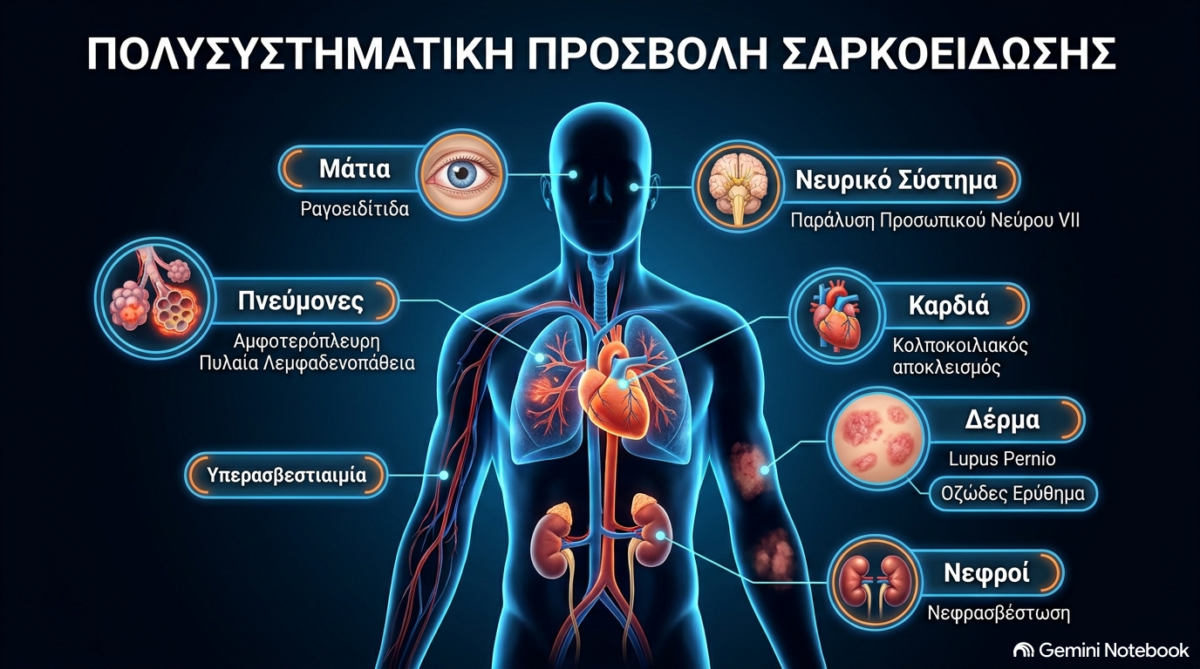 ΠΟΛΥΣΥΣΤΗΜΑΤΙΚΗ ΠΡΟΣΒΟΛΗ ΣΑΡΚΟΕΙΔΩΣΗΣ
Μάτια
Ραγοειδίτιδα
Νευρικό Σύστημα
Παράλυση Προσωπικού Νεύρου VII
Πνεύμονες
Αμφοτερόπλευρη
Πυλαία Λεμφαδενοπάθεια
Καρδιά
Κολποκοιλιακός
αποκλεισμός
Υπερασβεστιαιμία
Δέρμα
Lupus Pernio
Οζώδες Ερύθημα
Νεφροί
Νεφρασβέστωση
Gemini Notebook